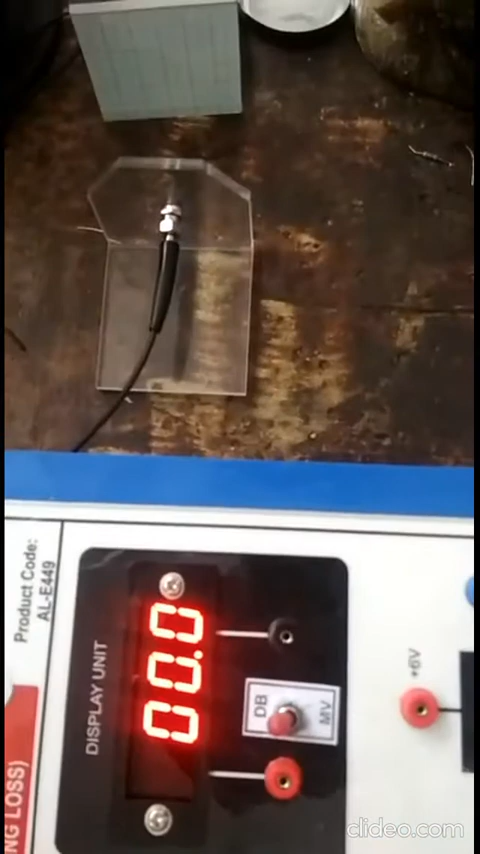 Product Code:
AL-E449
NG LOSS)
DISPLAY UNIT
00.0
DB
MV
+6V
clideo.com